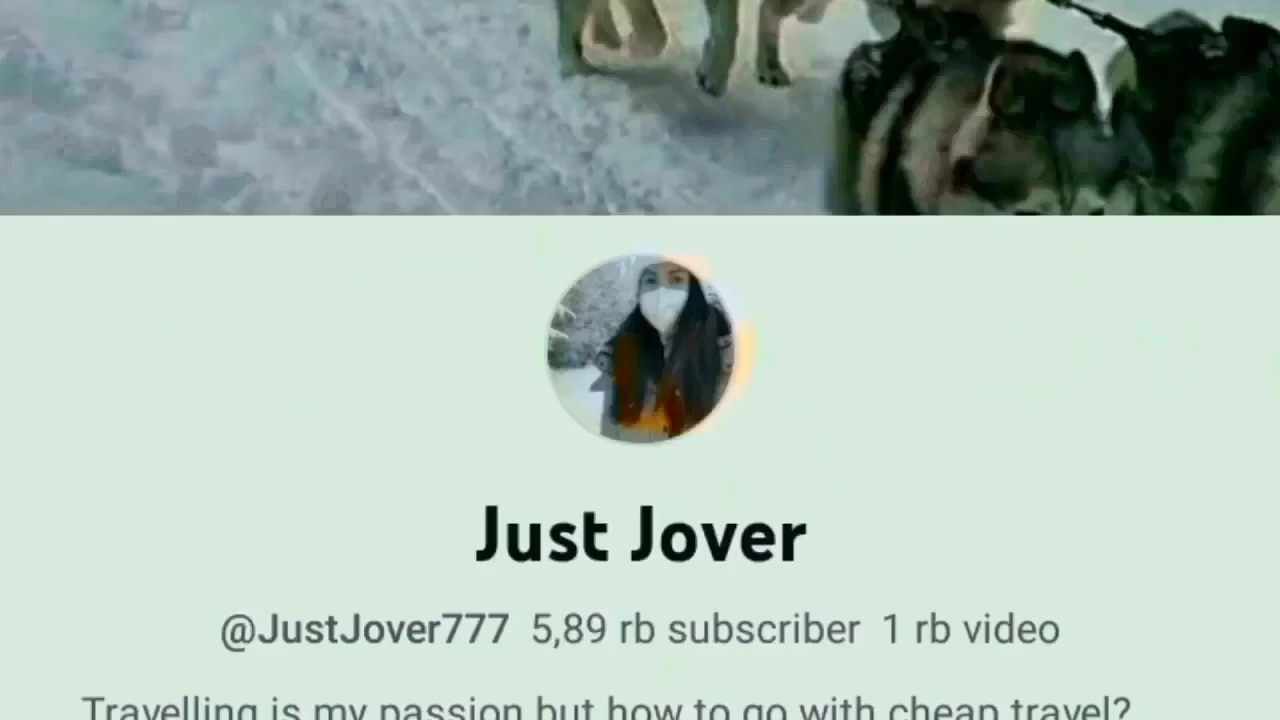 Just Jover
@JustJover777 5,89 rb subscriber 1 rb video
Travelling is my passion but how to go with cheap travel?